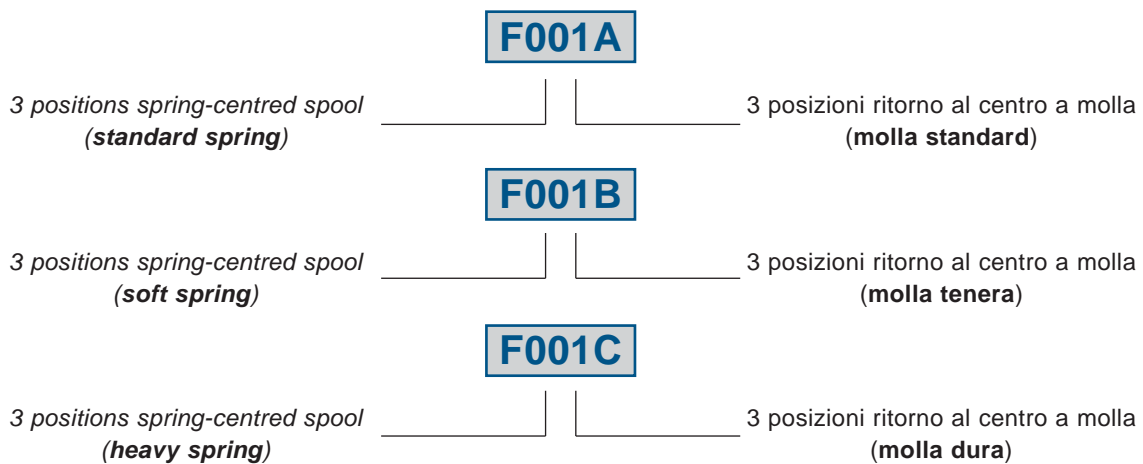 F001A
3 positions spring-centred spool
(standard spring)
3 posizioni ritorno al centro a molla
(molla standard)
F001B
3 positions spring-centred spool
(soft spring)
3 posizioni ritorno al centro a molla
(molla tenera)
F001C
3 positions spring-centred spool
(heavy spring)
3 posizioni ritorno al centro a molla
(molla dura)